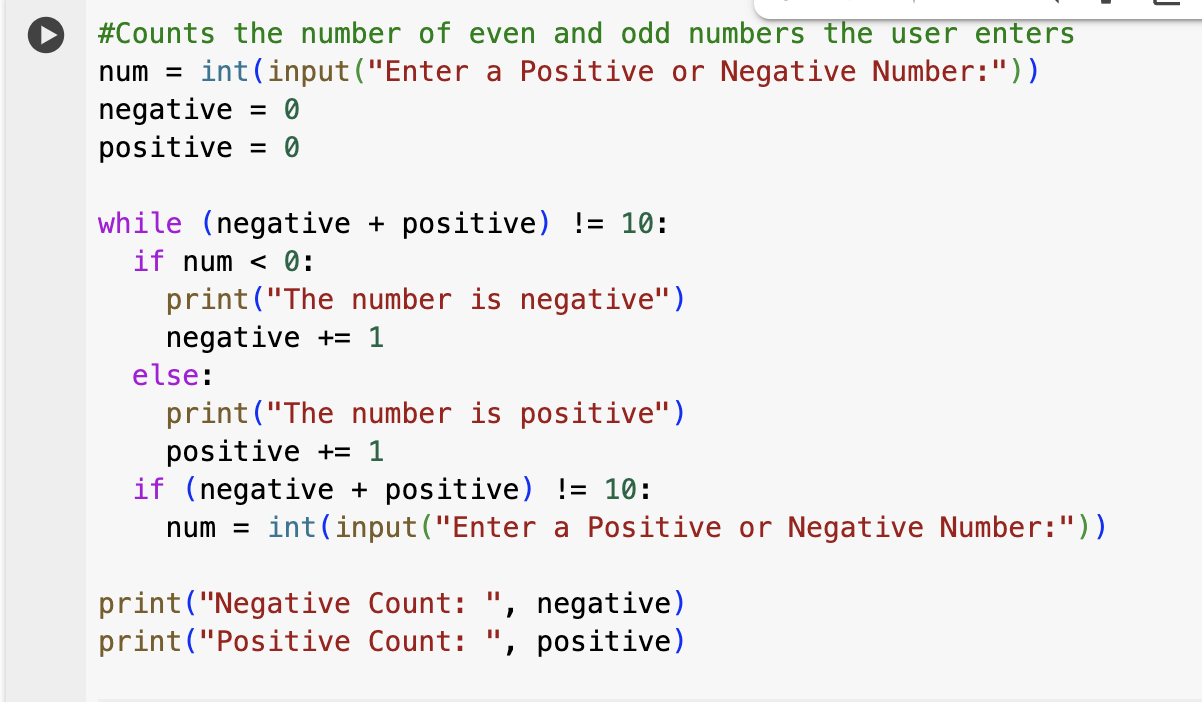 #Counts the number of even and odd numbers the user enters
num = int(input("Enter a Positive or Negative Number:"))
negative = 0
positive = 0

while (negative + positive) != 10:
  if num < 0:
    print("The number is negative")
    negative += 1
  else:
    print("The number is positive")
    positive += 1
  if (negative + positive) != 10:
    num = int(input("Enter a Positive or Negative Number:"))

print("Negative Count: ", negative)
print("Positive Count: ", positive)